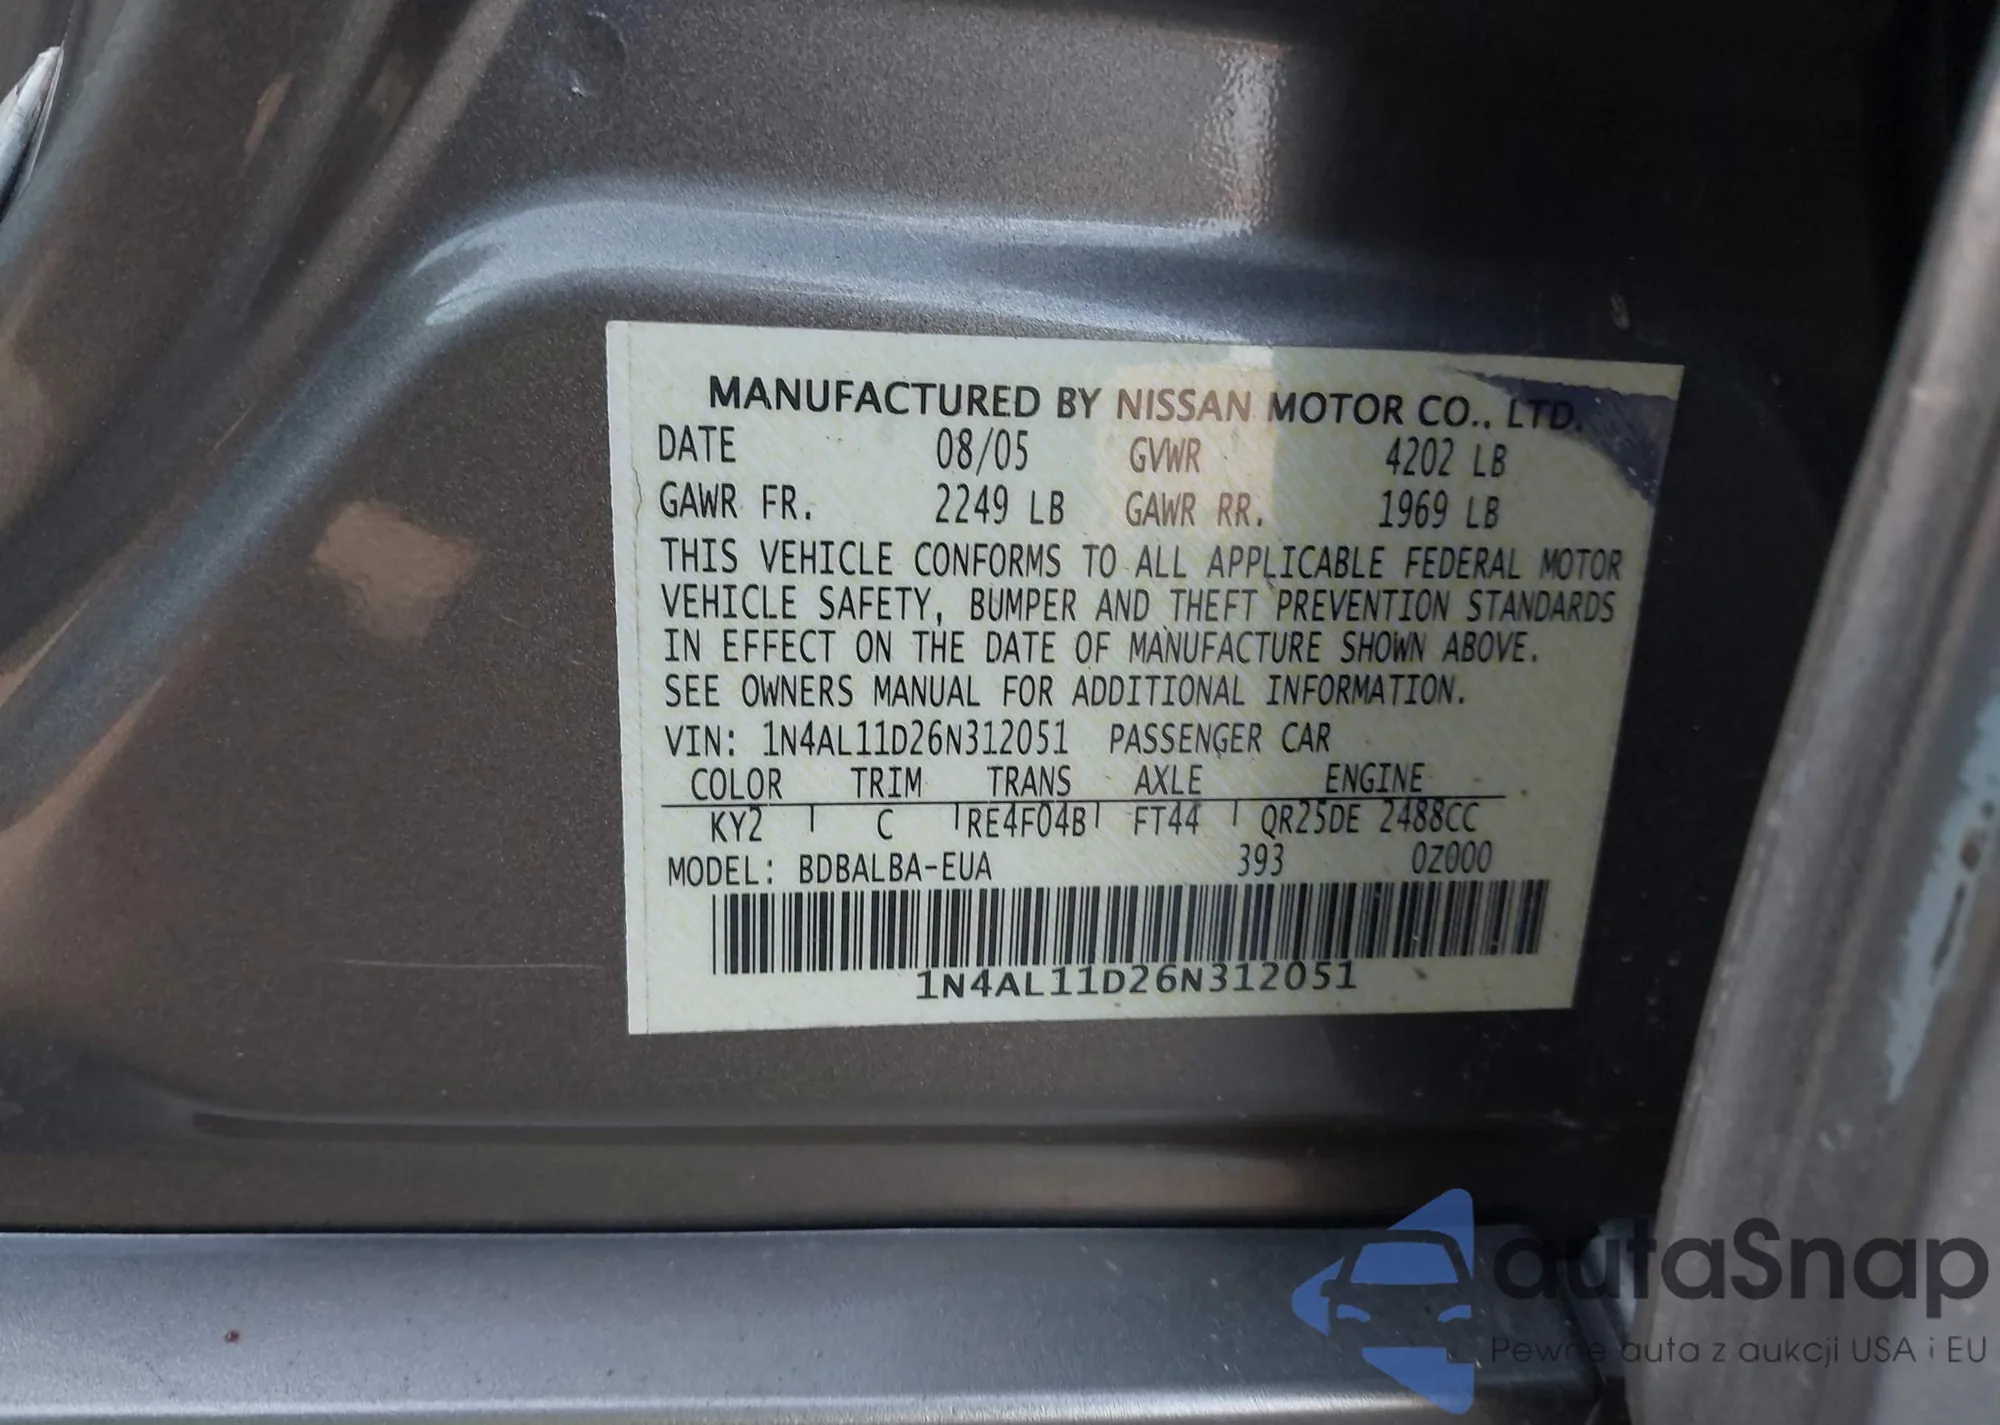 MANUFACTURED BY NISSAN MOTOR CO., LTD.
DATE 08/05 GVWR 4202 LB
GAWR FR. 2249 LB GAWR RR. 1969 LB
THIS VEHICLE CONFORMS TO ALL APPLICABLE FEDERAL MOTOR
VEHICLE SAFETY, BUMPER AND THEFT PREVENTION STANDARDS
IN EFFECT ON THE DATE OF MANUFACTURE SHOWN ABOVE.
SEE OWNERS MANUAL FOR ADDITIONAL INFORMATION.
VIN: 1N4AL11D26N312051 PASSENGER CAR
COLOR TRIM TRANS AXLE ENGINE
KY2 C RE4F04B FT44 QR25DE 2488CC
MODEL: BDBALBA-EUA 393 0Z000
1N4AL11D26N312051
autaSnap
Pewne auta z aukcji USA i EU